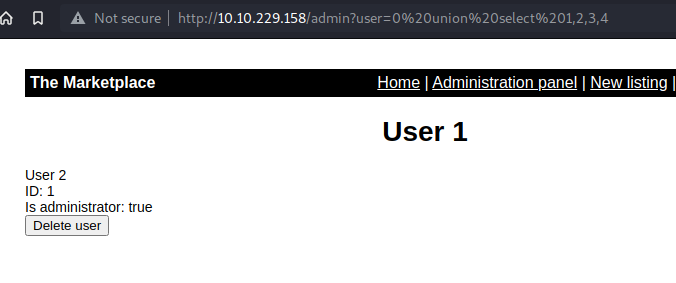 Not secure | http://10.10.229.158/admin?user=0%20union%20select%201,2,3,4
The Marketplace Home | Administration panel | New listing |
User 1
User 2
ID: 1
Is administrator: true
Delete user